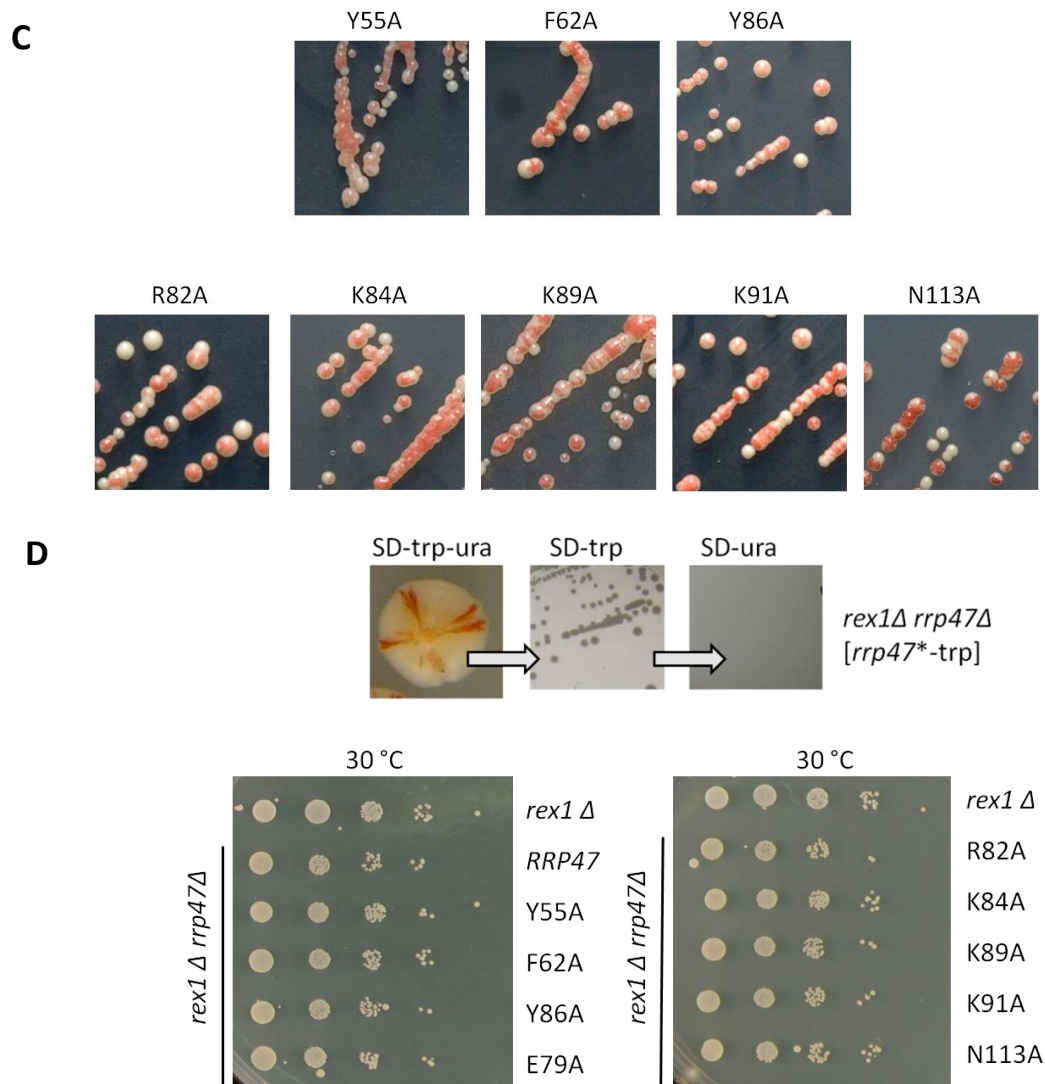 C
Y55A F62A Y86A
R82A K84A K89A K91A N113A
D
SD-trp-ura SD-trp SD-ura
rex1Δ rrp47Δ
[rrp47*-trp]
30 °C
rex1 Δ
RRP47
Y55A
F62A
Y86A
E79A
rex1 Δ rrp47Δ
30 °C
rex1 Δ
R82A
K84A
K89A
K91A
N113A
rex1 Δ rrp47Δ